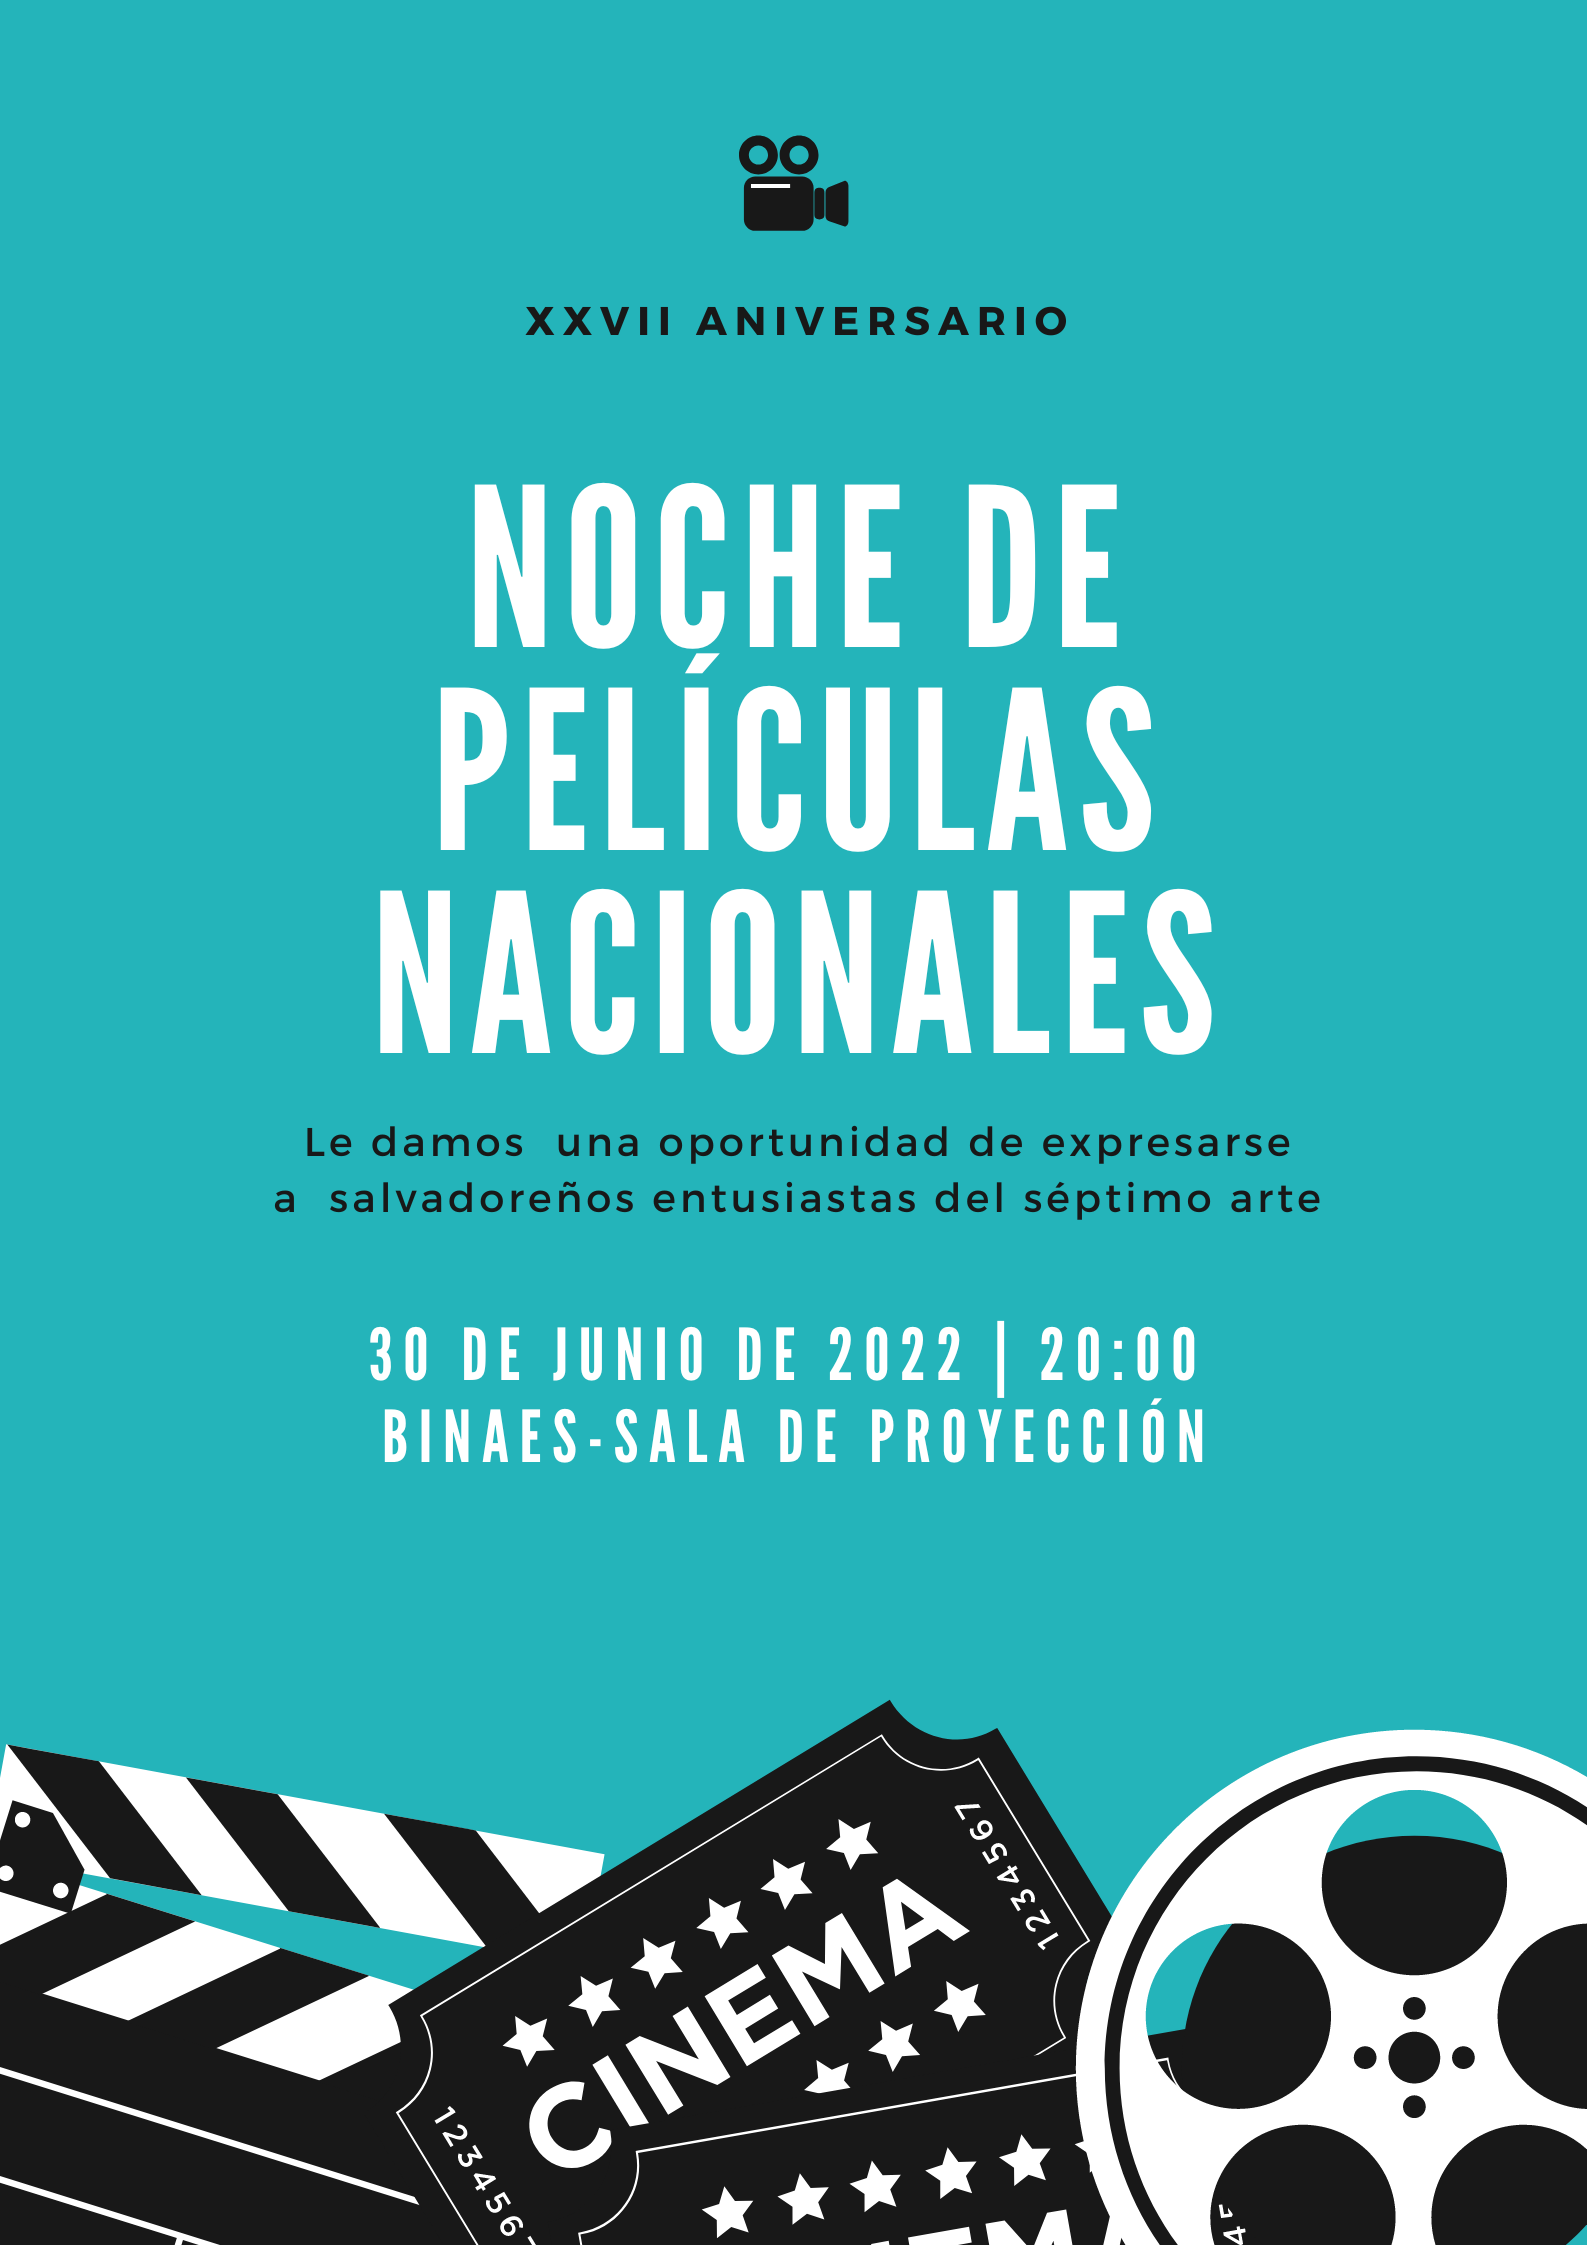 XXVII ANIVERSARIO
NOCHE DE
PELÍCULAS
NACIONALES
Le damos  una oportunidad de expresarse
a  salvadoreños entusiastas del séptimo arte
30 DE JUNIO DE 2022 | 20:00
BINAES-SALA DE PROYECCIÓN
1234567
CINEMA
123456